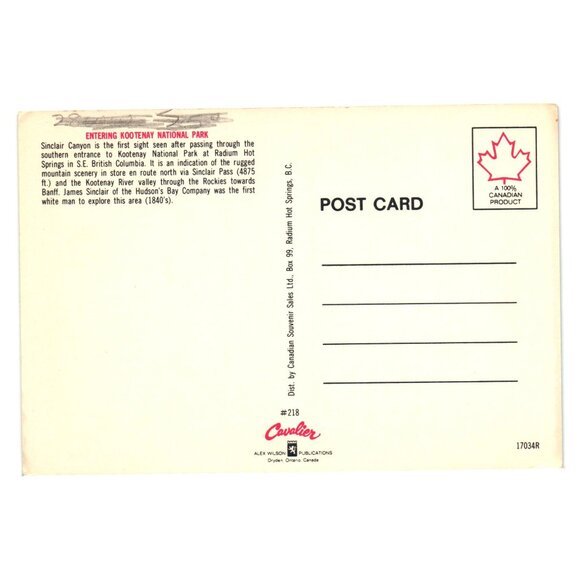 ENTERING KOOTENAY NATIONAL PARK
Sinclair Canyon is the first sight seen after passing through the
southern entrance to Kootenay National Park at Radium Hot
Springs in S.E. British Columbia. It is an indication of the rugged
mountain scenery in store en route north via Sinclair Pass (4875
ft.) and the Kootenay River valley through the Rockies towards
Banff. James Sinclair of the Hudson's Bay Company was the first
white man to explore this area (1840's).
Dist. by Canadian Souvenir Sales Ltd., Box 99, Radium Hot Springs, B.C.
#218
Cavalier
ALEX WILSON PUBLICATIONS
Dryden, Ontario, Canada
A 100%
CANADIAN
PRODUCT
POST CARD
17034R